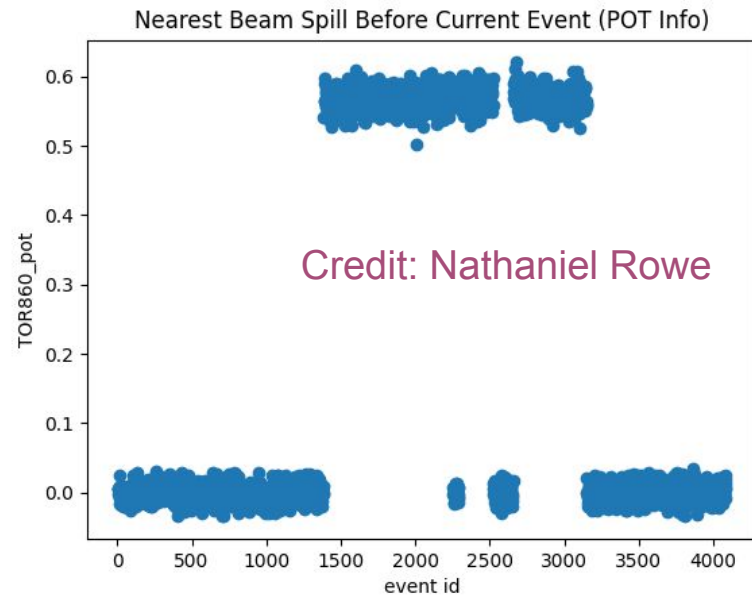 Nearest Beam Spill Before Current Event (POT Info)
0.6
0.5
0.4
0.3
0.2
0.1
0.0
TOR860_pot
Credit: Nathaniel Rowe
0 500 1000 1500 2000 2500 3000 3500 4000
event id